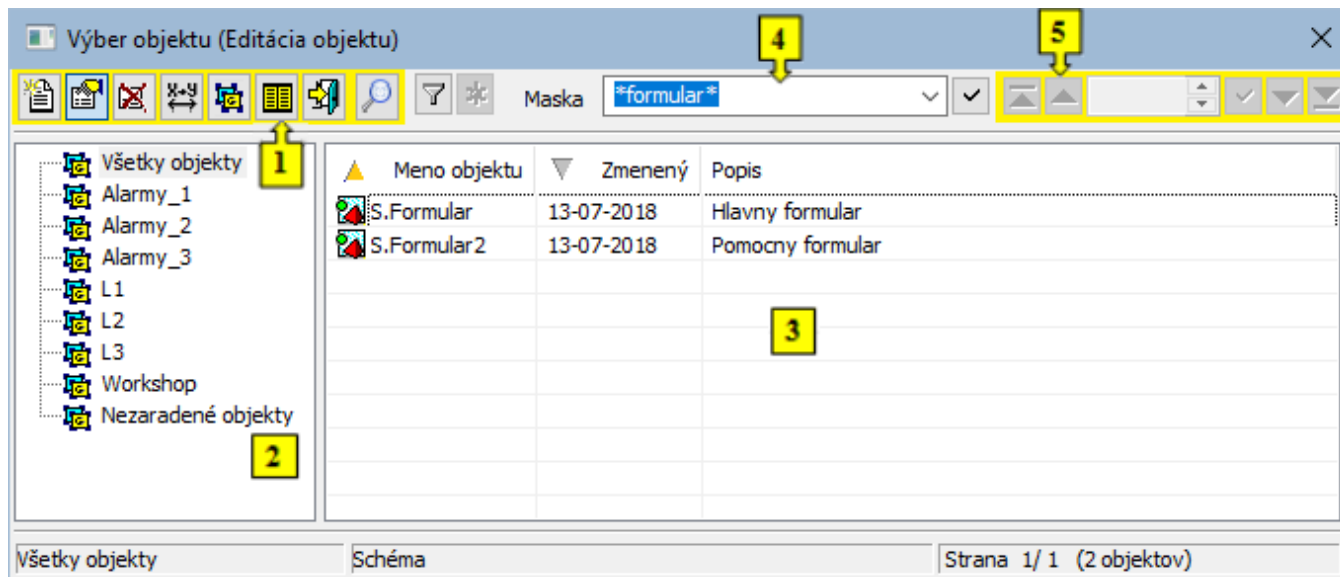 Výber objektu (Editácia objektu)
4
5
Maska *formular*
1
Všetky objekty
Alarmy_1
Alarmy_2
Alarmy_3
L1
L2
L3
Workshop
Nezaradené objekty
2
Meno objektu Zmenený Popis
S.Formular 13-07-2018 Hlavny formular
S.Formular2 13-07-2018 Pomocny formular
3
Všetky objekty Schéma Strana 1/ 1 (2 objektov)